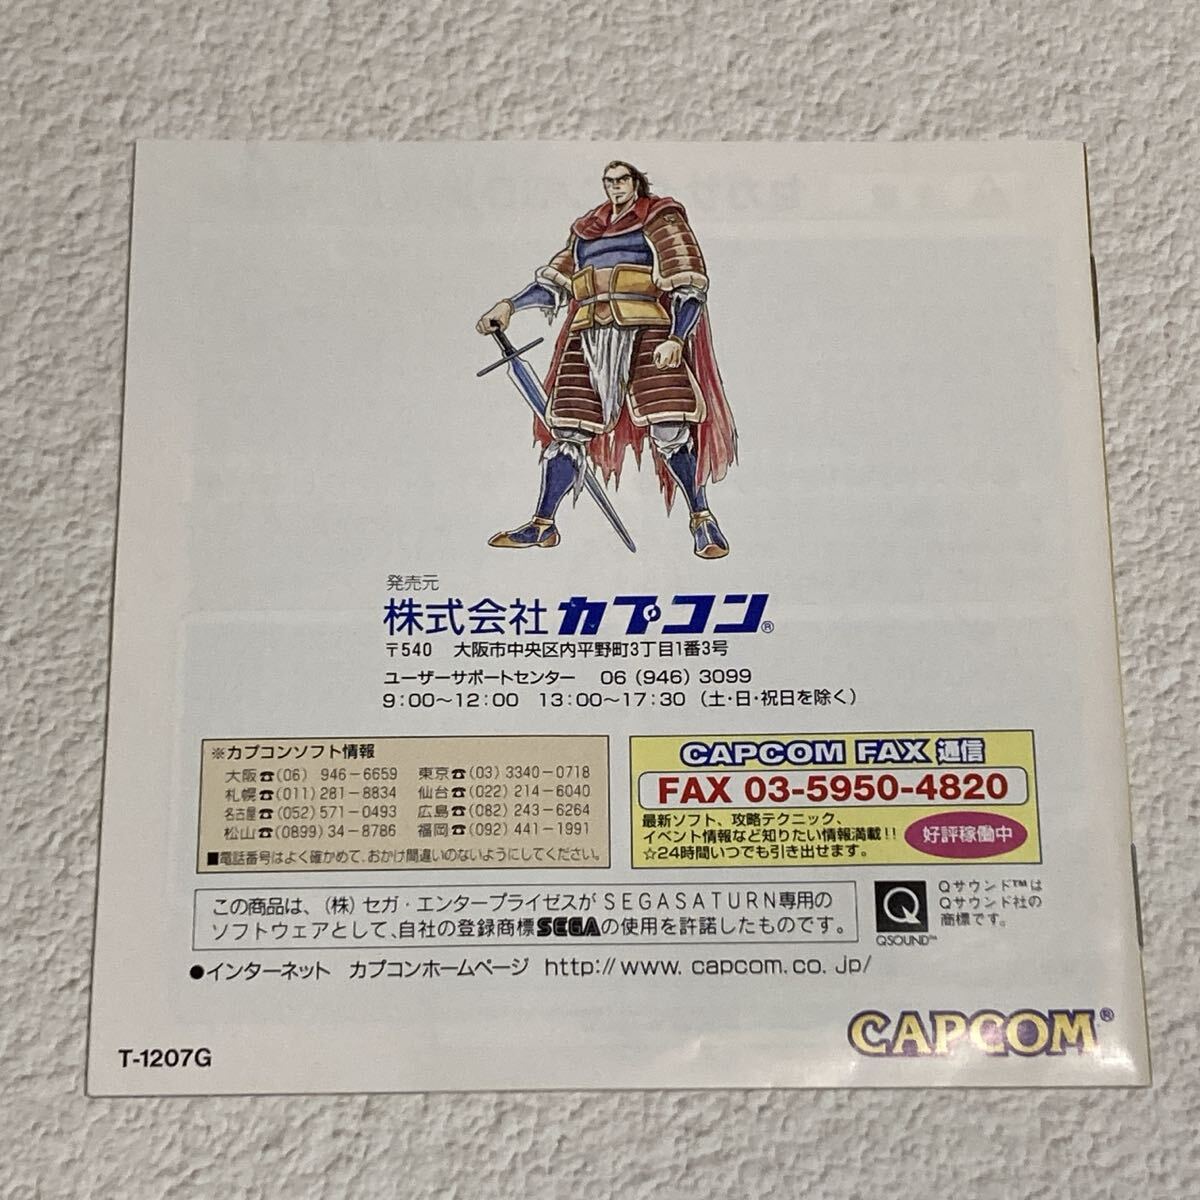 発売元
株式会社カプコン®
〒540 大阪市中央区内平野町3丁目1番3号
ユーザーサポートセンター 06 (946) 3099
9:00～12:00 13:00～17:30 (土・日・祝日を除く)
※カプコンソフト情報
大阪☎(06) 946-6659 東京☎(03) 3340-0718
札幌☎(011) 281-8834 仙台☎(022) 214-6040
名古屋☎(052) 571-0493 広島☎(082) 243-6264
松山☎(0899) 34-8786 福岡☎(092) 441-1991
■電話番号はよく確かめて、おかけ間違いのないようにしてください。
CAPCOM FAX 通信
FAX 03-5950-4820
最新ソフト、攻略テクニック、
イベント情報など知りたい情報満載!!
☆24時間いつでも引き出せます。
好評稼働中
この商品は、(株) セガ・エンタープライゼスがSEGASATURN専用の
ソフトウェアとして、自社の登録商標SEGAの使用を許諾したものです。
Q
QSOUND™
Qサウンド™は
Qサウンド社の
商標です。
●インターネット カプコンホームページ http://www.capcom.co.jp/
CAPCOM®
T-1207G